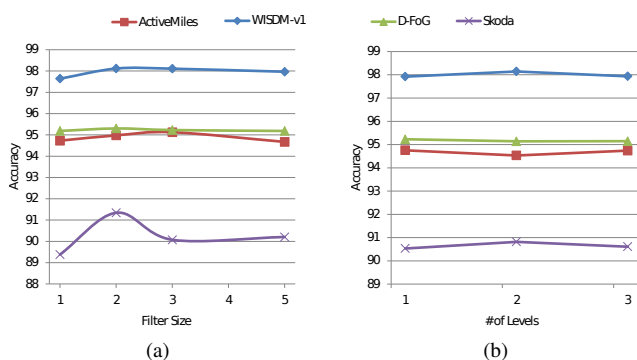 ActiveMiles WISDM-v1 D-FoG Skoda
99
98
97
96
95
94
93
92
91
90
89
88
Accuracy
1 2 3 4 5
Filter Size
(a)
99
98
97
96
95
94
93
92
91
90
89
Accuracy
1 2 3
#of Levels
(b)